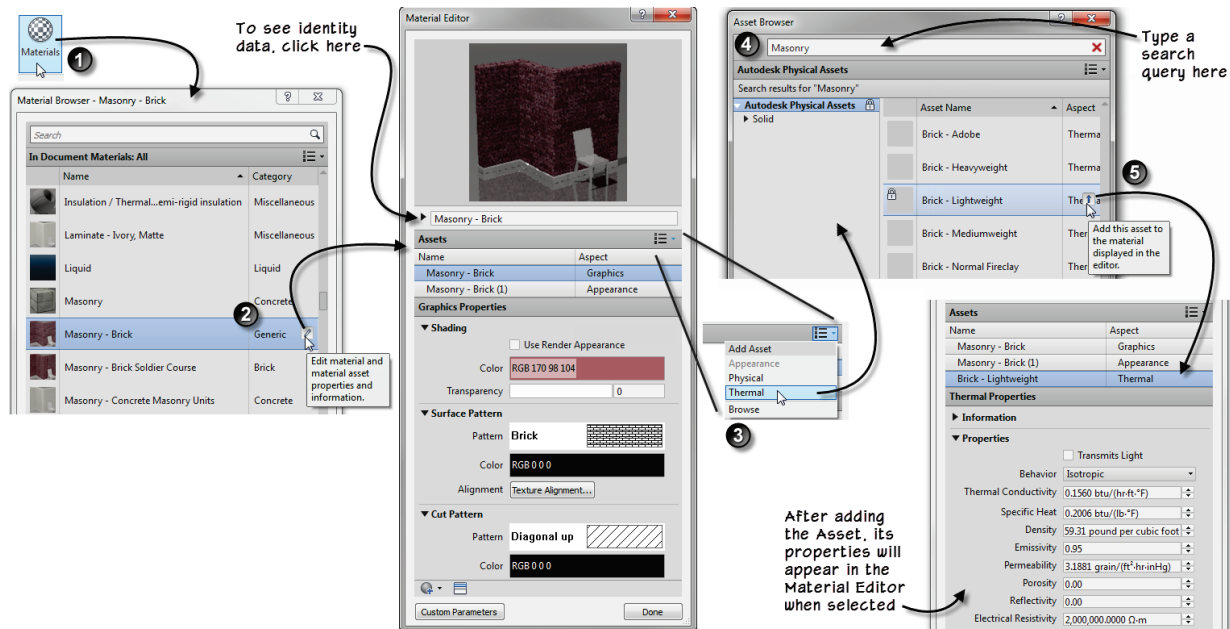 Materials
1
To see identity
data, click here
Material Browser - Masonry - Brick
Search
In Document Materials: All
Name
Category
Insulation / Thermal...emi-rigid insulation
Miscellaneous
Laminate - Ivory, Matte
Miscellaneous
Liquid
Liquid
Masonry
Concrete
2
Masonry - Brick
Generic
Edit material and
material asset
properties and
information.
Masonry - Brick Soldier Course
Brick
Masonry - Concrete Masonry Units
Concrete
Material Editor
?
Masonry - Brick
Assets
Name
Aspect
Masonry - Brick
Graphics
Masonry - Brick (1)
Appearance
Graphics Properties
Shading
Use Render Appearance
Color
RGB 170 98 104
Transparency
0
Surface Pattern
Pattern
Brick
Color
RGB 0 0 0
Alignment
Texture Alignment...
Cut Pattern
Pattern
Diagonal up
Color
RGB 0 0 0
Custom Parameters
Done
Add Asset
Appearance
Physical
Thermal
Browse
3
Asset Browser
4
Masonry
Type a
search
query here
Autodesk Physical Assets
Search results for "Masonry"
Autodesk Physical Assets
Solid
Asset Name
Aspect
Brick - Adobe
Therma
Brick - Heavyweight
Therma
5
Brick - Lightweight
Add this asset to
the material
displayed in the
editor.
Brick - Mediumweight
Ther
Brick - Normal Fireclay
Ther
Assets
Name
Aspect
Masonry - Brick
Graphics
Masonry - Brick (1)
Appearance
Brick - Lightweight
Thermal
Thermal Properties
Information
Properties
Transmits Light
Behavior
Isotropic
Thermal Conductivity
0.1560 btu/(hr·ft·°F)
Specific Heat
0.2006 btu/(lb·°F)
Density
59.31 pound per cubic foot
Emissivity
0.95
Permeability
3.1881 grain/(ft²·hr·inHg)
Porosity
0.00
Reflectivity
0.00
Electrical Resistivity
2,000,000.0000 Ω·m
After adding
the Asset, its
properties will
appear in the
Material Editor
when selected